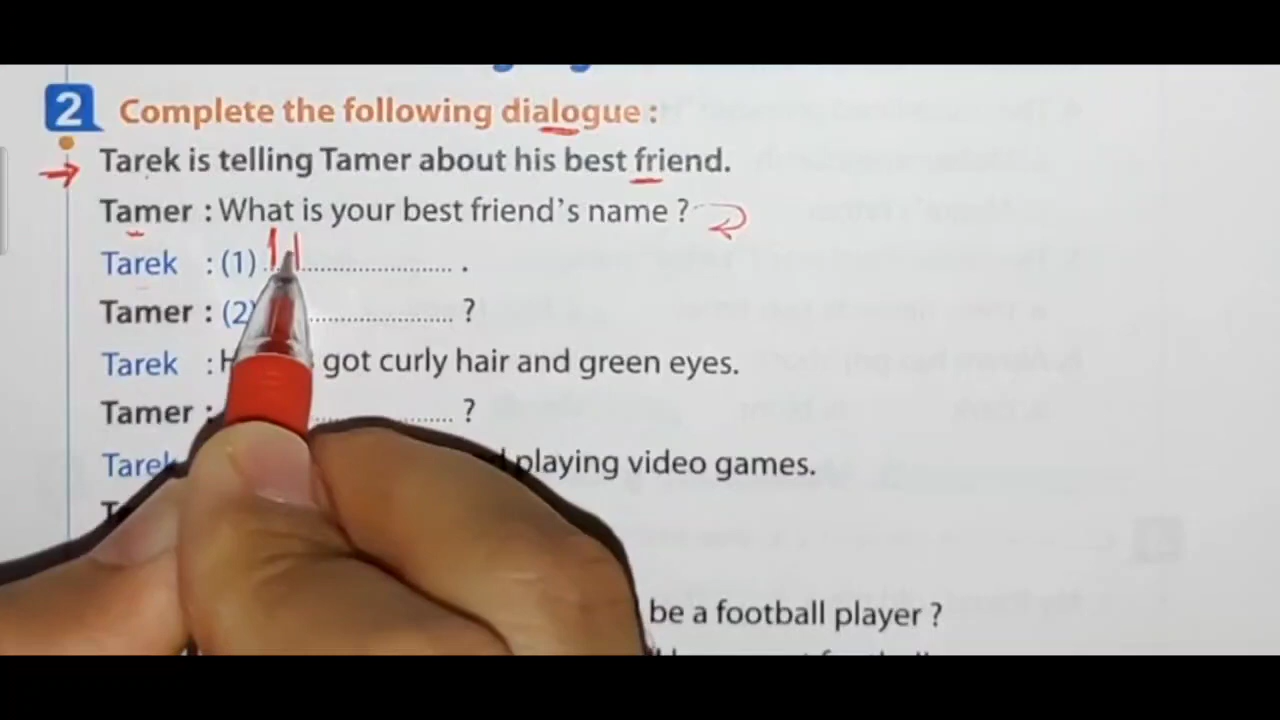 2 Complete the following dialogue :
Tarek is telling Tamer about his best friend.
Tamer : What is your best friend's name ?
Tarek : (1) ........................ .
Tamer : (2) ........................ ?
Tarek : got curly hair and green eyes.
Tamer : ........................ ?
Tarek playing video games.
be a football player ?